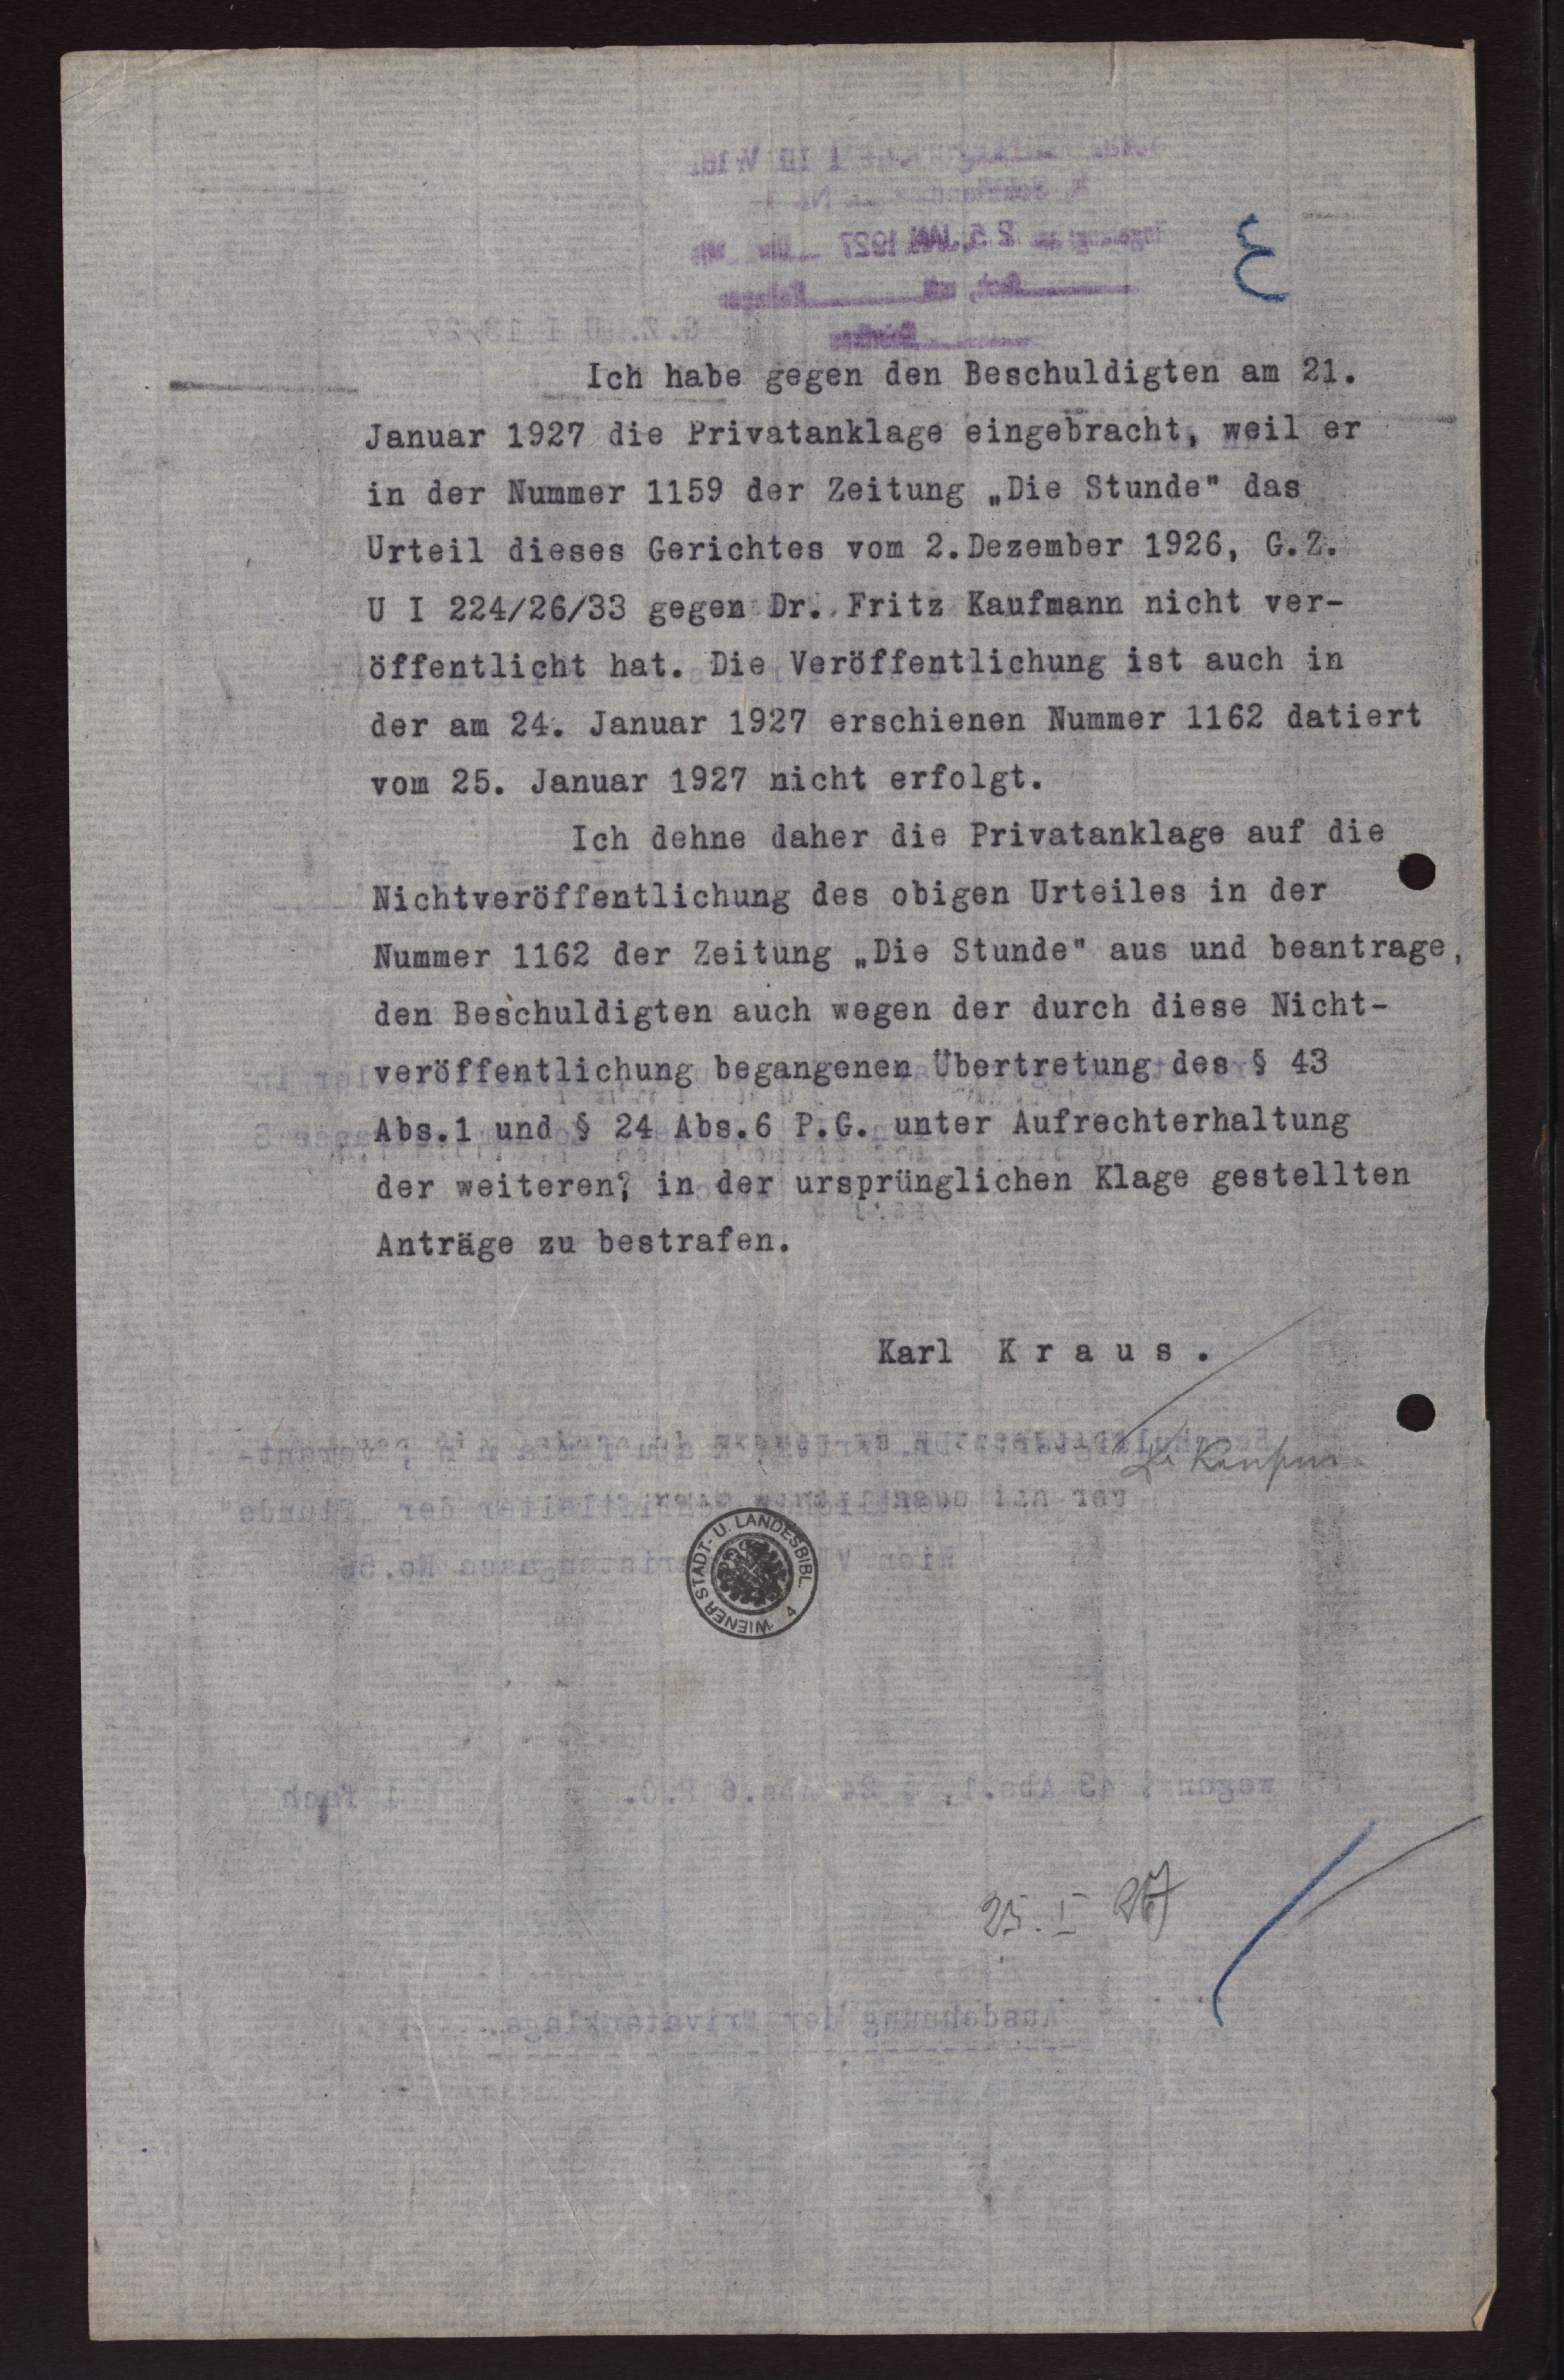 Ich habe gegen den Beschuldigten am 21.
Januar 1927 die Privatanklage eingebracht, weil er
in der Nummer 1159 der Zeitung „Die Stunde" das
Urteil dieses Gerichtes vom 2.Dezember 1926, G.Z.
U I 224/26/33 gegen Dr. Fritz Kaufmann nicht ver-
öffentlicht hat. Die Veröffentlichung ist auch in
der am 24. Januar 1927 erschienen Nummer 1162 datiert
vom 25. Januar 1927 nicht erfolgt.
Ich dehne daher die Privatanklage auf die
Nichtveröffentlichung des obigen Urteiles in der
Nummer 1162 der Zeitung „Die Stunde" aus und beantrage,
den Beschuldigten auch wegen der durch diese Nicht-
veröffentlichung begangenen Übertretung des § 43
Abs.1 und § 24 Abs.6 P.G. unter Aufrechterhaltung
der weiteren, in der ursprünglichen Klage gestellten
Anträge zu bestrafen.
Karl K r a u s .
WIENER STADT- U. LANDESBIBL. 4
25. I 27